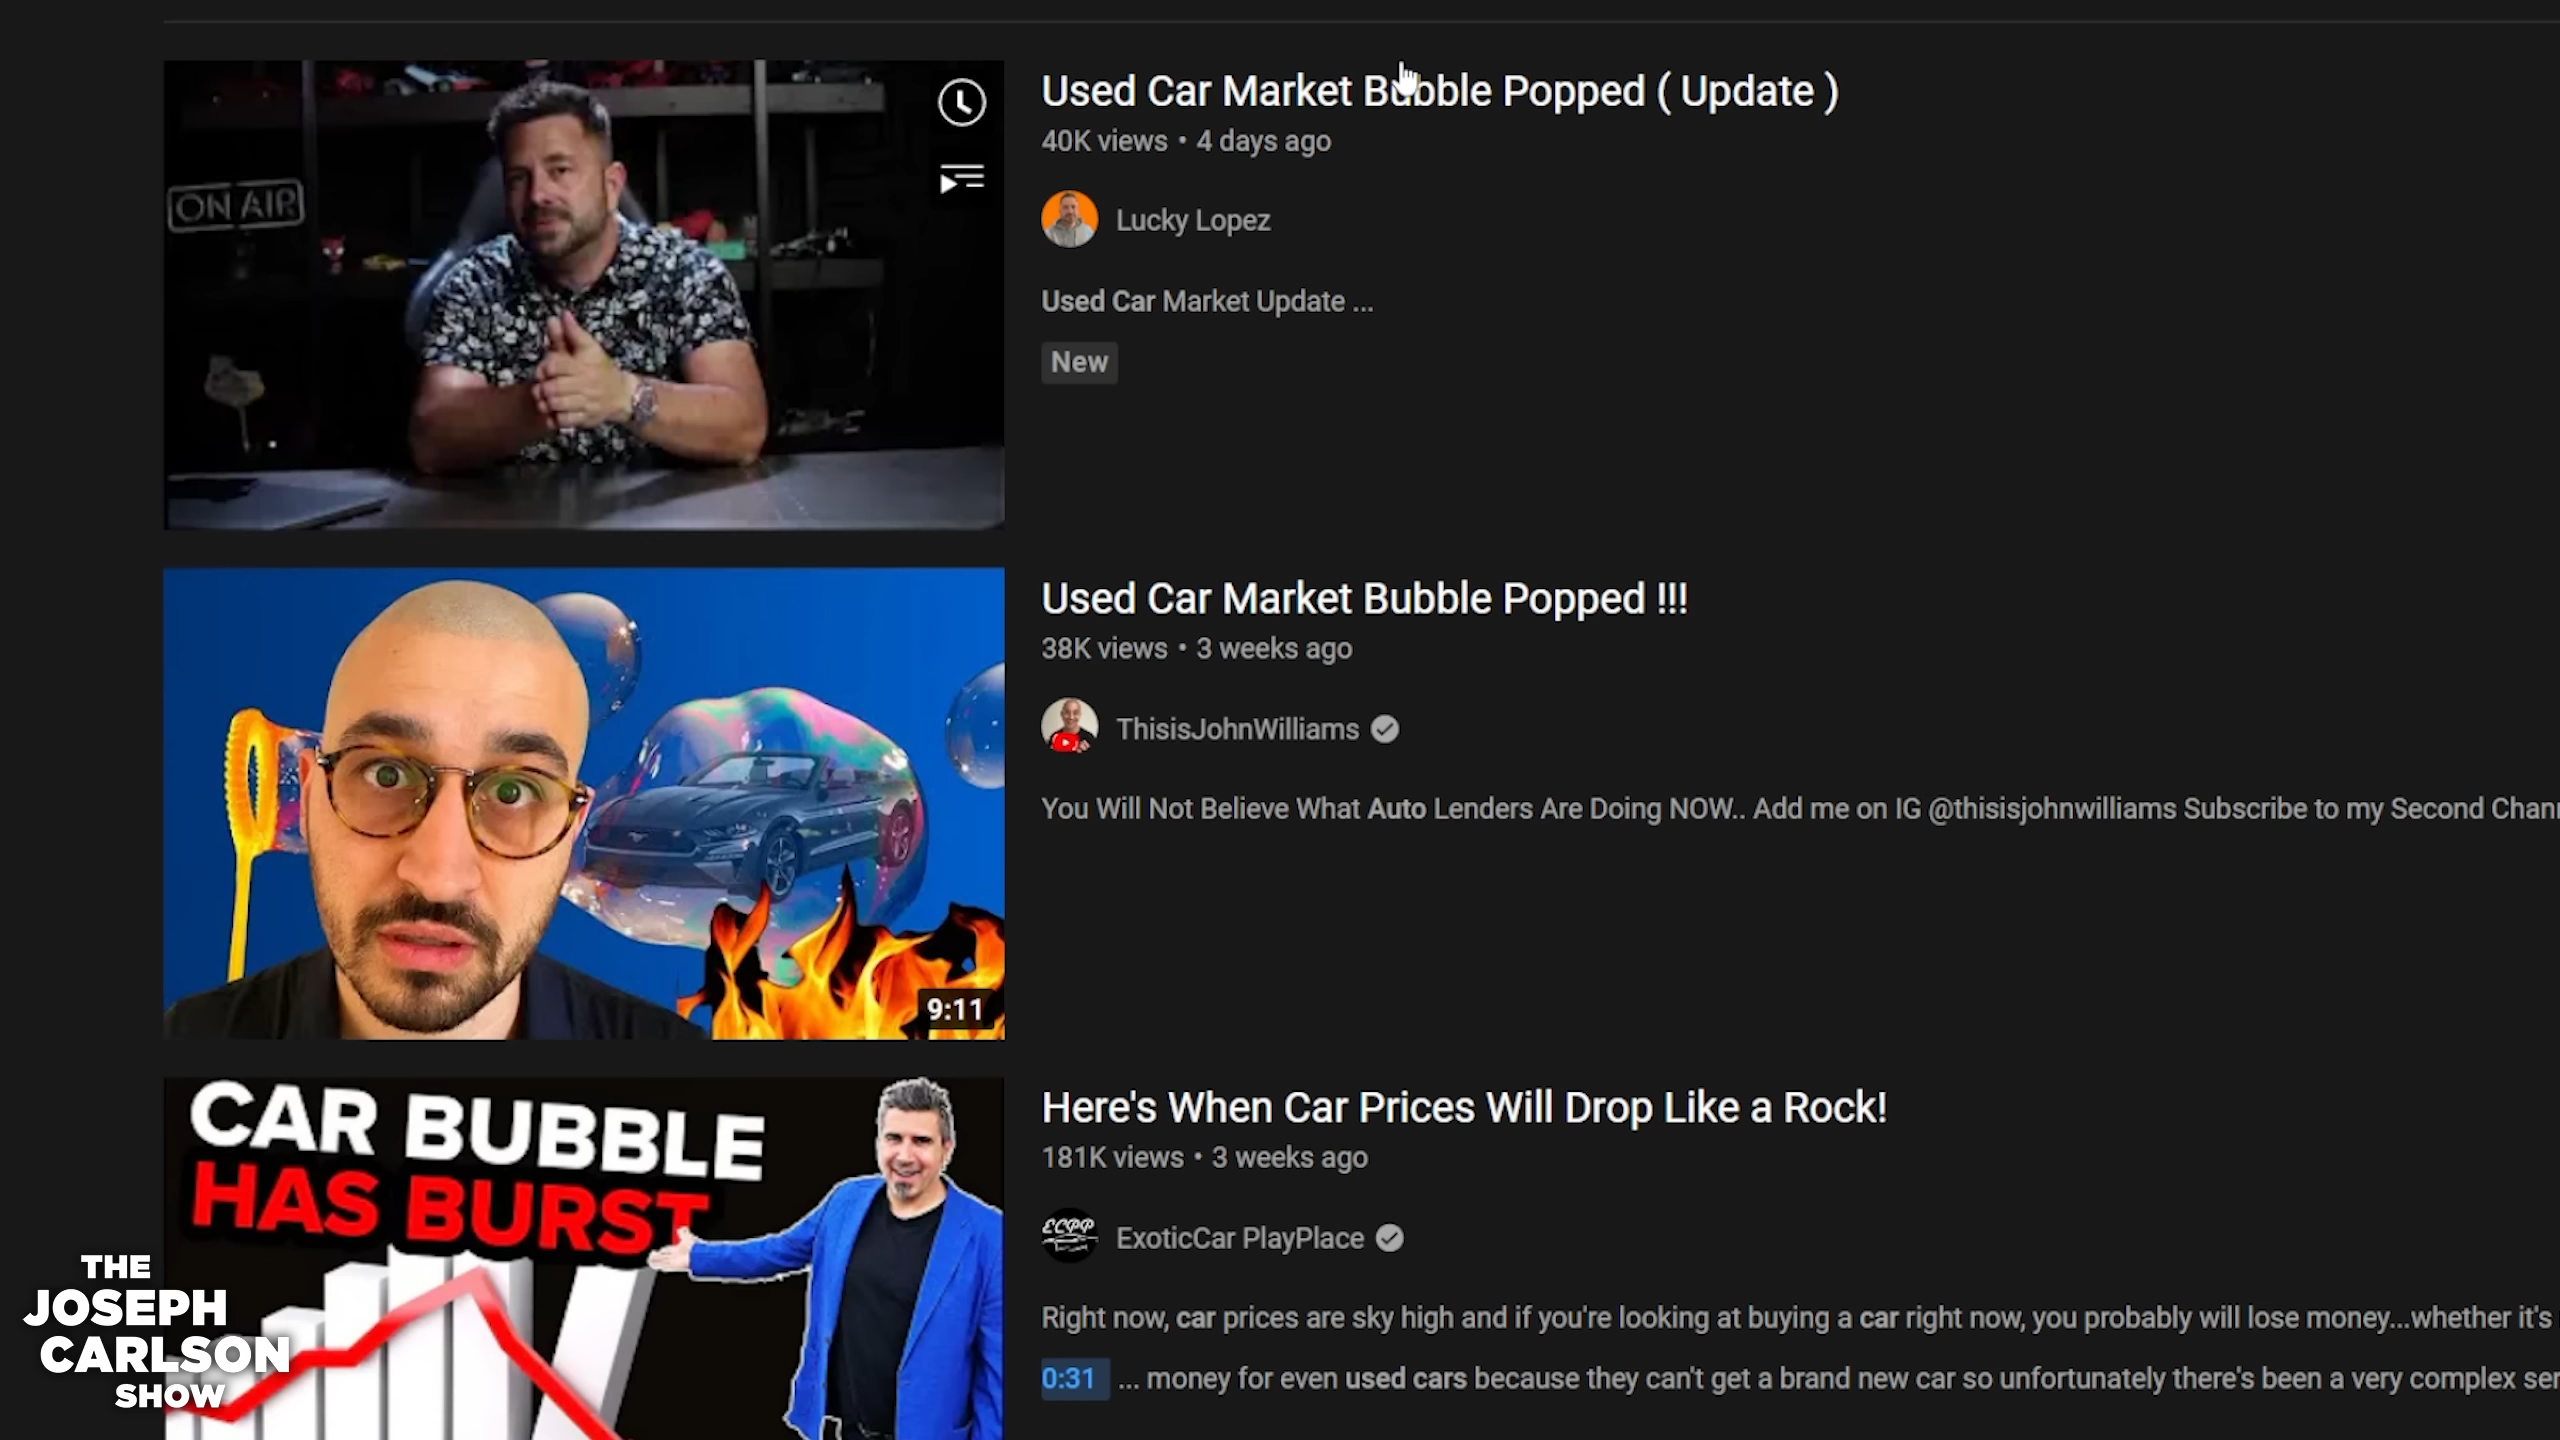 ON AIR
Used Car Market Bubble Popped ( Update )
40K views • 4 days ago
Lucky Lopez
Used Car Market Update ...
New
9:11
Used Car Market Bubble Popped !!!
38K views • 3 weeks ago
ThisisJohnWilliams
You Will Not Believe What Auto Lenders Are Doing NOW.. Add me on IG @thisisjohnwilliams Subscribe to my Second Chann
CAR BUBBLE
HAS BURST
Here's When Car Prices Will Drop Like a Rock!
181K views • 3 weeks ago
ECPP
ExoticCar PlayPlace
Right now, car prices are sky high and if you're looking at buying a car right now, you probably will lose money...whether it's
0:31 ... money for even used cars because they can't get a brand new car so unfortunately there's been a very complex ser
THE
JOSEPH
CARLSON
SHOW